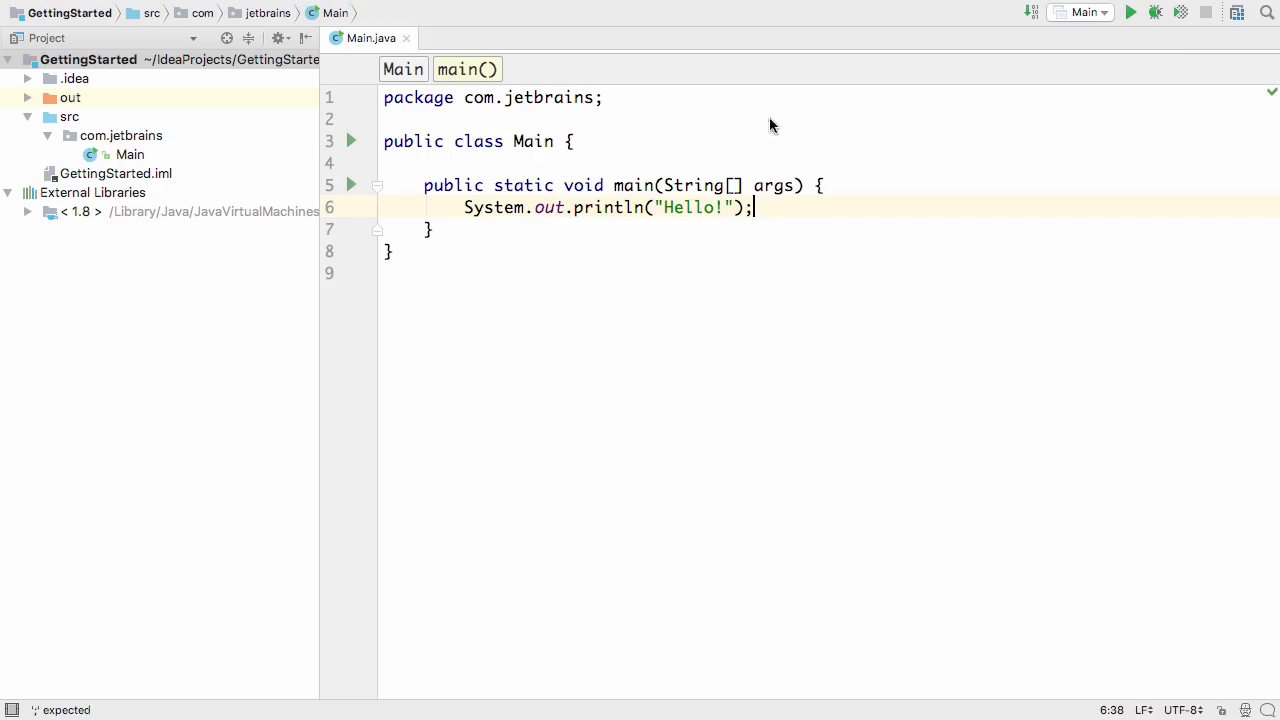 GettingStarted src com jetbrains Main
Main
Project
Main.java
GettingStarted ~/IdeaProjects/GettingStarte
.idea
out
src
com.jetbrains
Main
GettingStarted.iml
External Libraries
< 1.8 > /Library/Java/JavaVirtualMachines
Main main()
1 package com.jetbrains;
2
3 public class Main {
4
5 public static void main(String[] args) {
6 System.out.println("Hello!");
7 }
8 }
9
';' expected
6:38 LF UTF-8